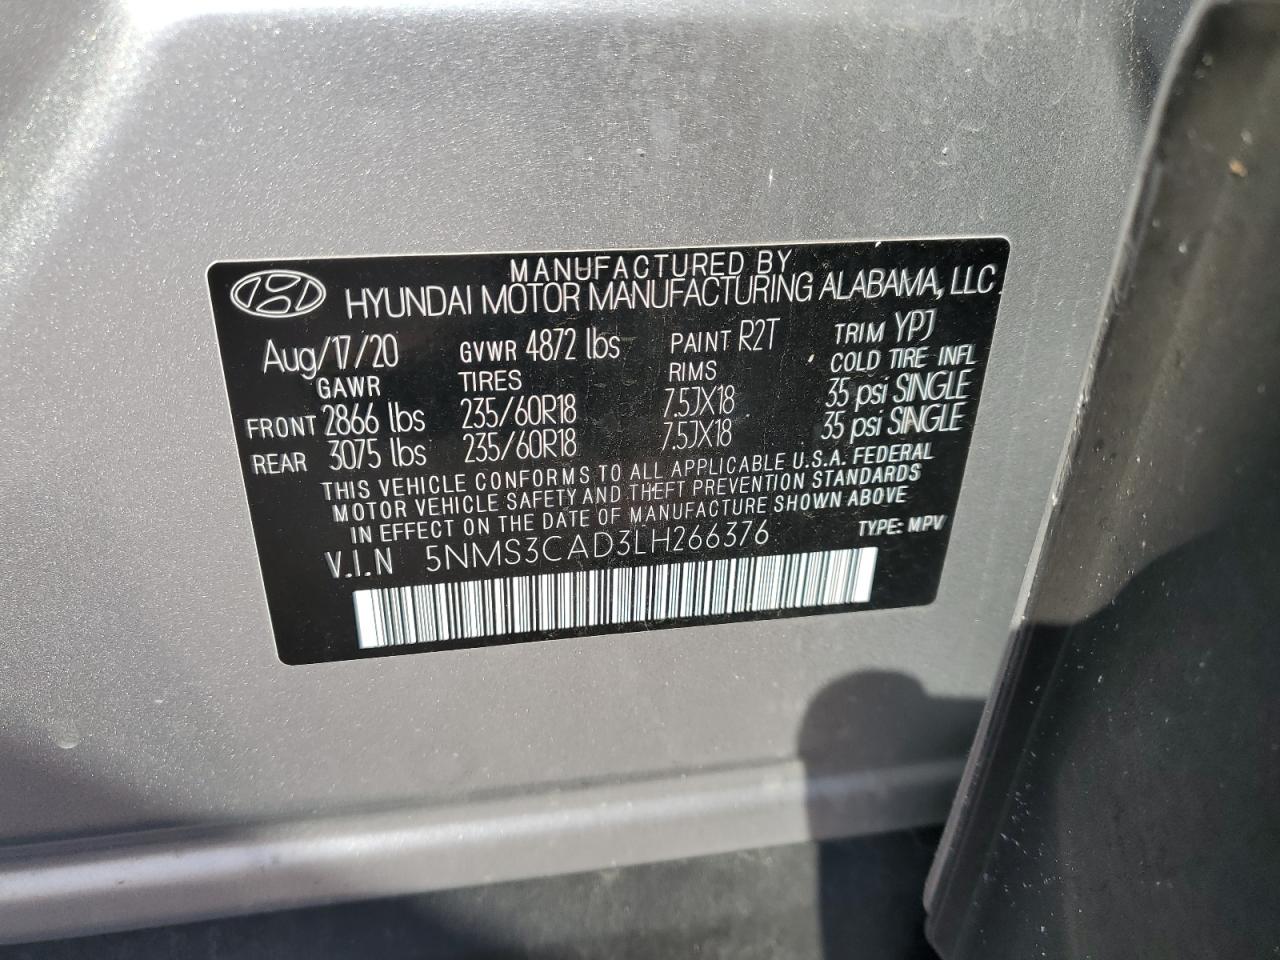 MANUFACTURED BY
HYUNDAI MOTOR MANUFACTURING ALABAMA, LLC
Aug/17/20 GVWR 4872 lbs PAINT R2T TRIM YPJ
GAWR TIRES RIMS COLD TIRE INFL
FRONT 2866 lbs 235/60R18 7.5JX18 35 psi SINGLE
REAR 3075 lbs 235/60R18 7.5JX18 35 psi SINGLE
THIS VEHICLE CONFORMS TO ALL APPLICABLE U.S.A. FEDERAL
MOTOR VEHICLE SAFETY AND THEFT PREVENTION STANDARDS
IN EFFECT ON THE DATE OF MANUFACTURE SHOWN ABOVE
V.I.N 5NMS3CAD3LH266376 TYPE: MPV